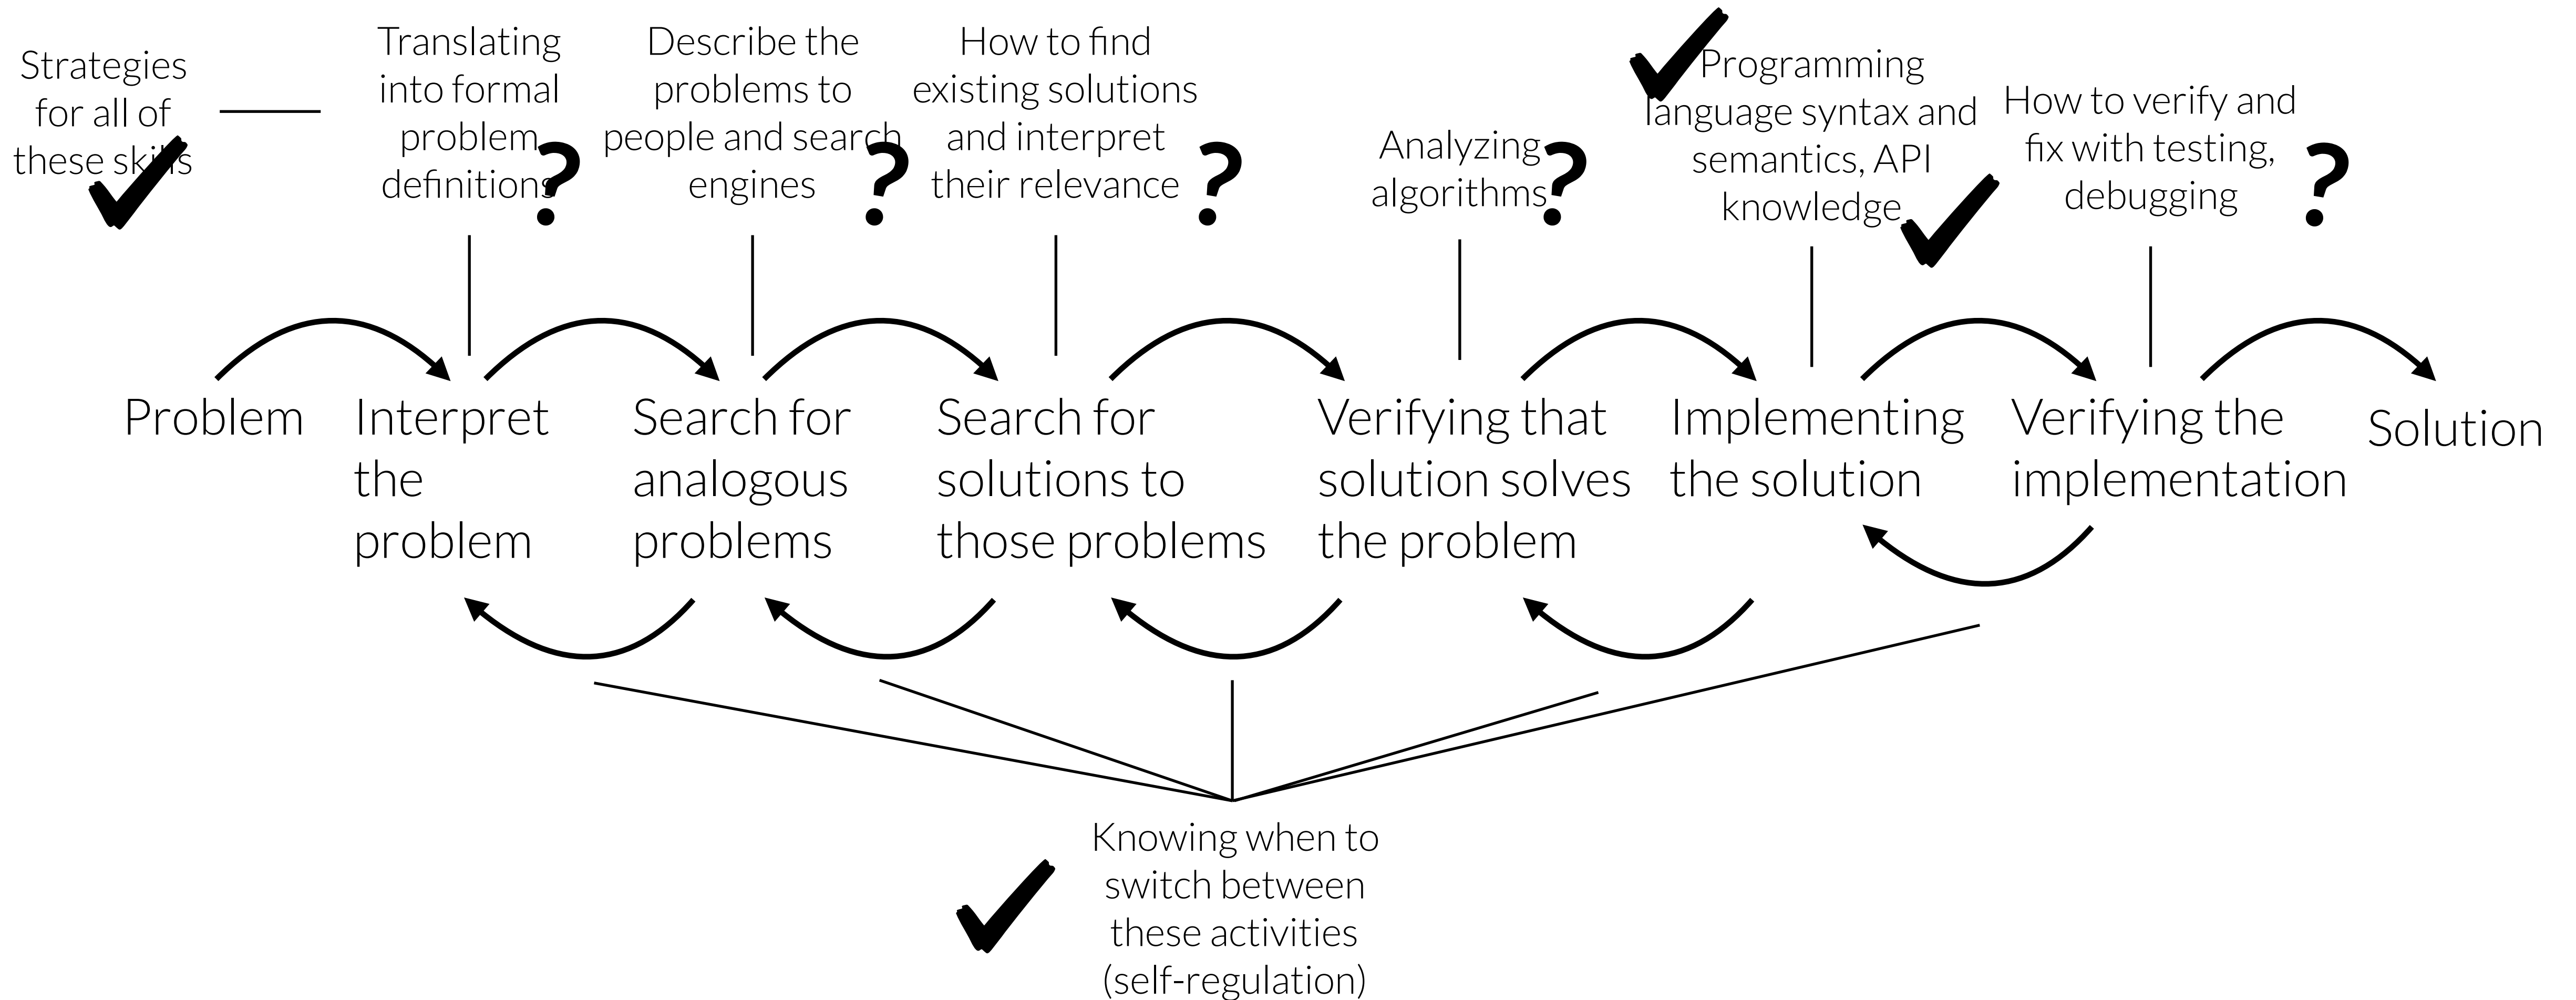 Strategies
for all of
these skills
Translating
into formal
problem
definitions
?
Describe the
problems to
people and search
engines
?
How to find
existing solutions
and interpret
their relevance
?
Analyzing
algorithms
?
Programming
language syntax and
semantics, API
knowledge
How to verify and
fix with testing,
debugging
?
Problem
Interpret
the
problem
Search for
analogous
problems
Search for
solutions to
those problems
Verifying that
solution solves
the problem
Implementing
the solution
Verifying the
implementation
Solution
Knowing when to
switch between
these activities
(self-regulation)